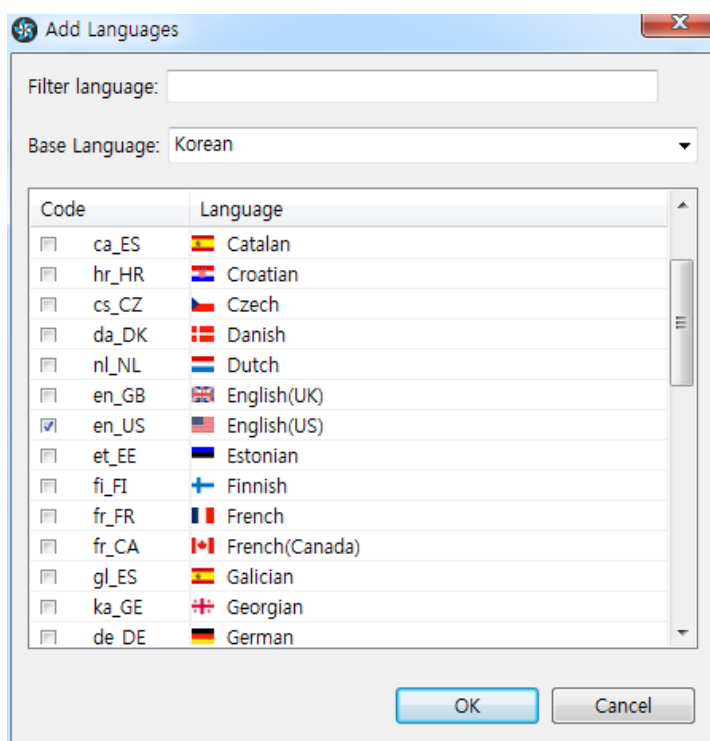 Add Languages
Filter language:
Base Language: Korean
Code Language
ca_ES Catalan
hr_HR Croatian
cs_CZ Czech
da_DK Danish
nl_NL Dutch
en_GB English(UK)
en_US English(US)
et_EE Estonian
fi_FI Finnish
fr_FR French
fr_CA French(Canada)
gl_ES Galician
ka_GE Georgian
de_DE German
OK Cancel